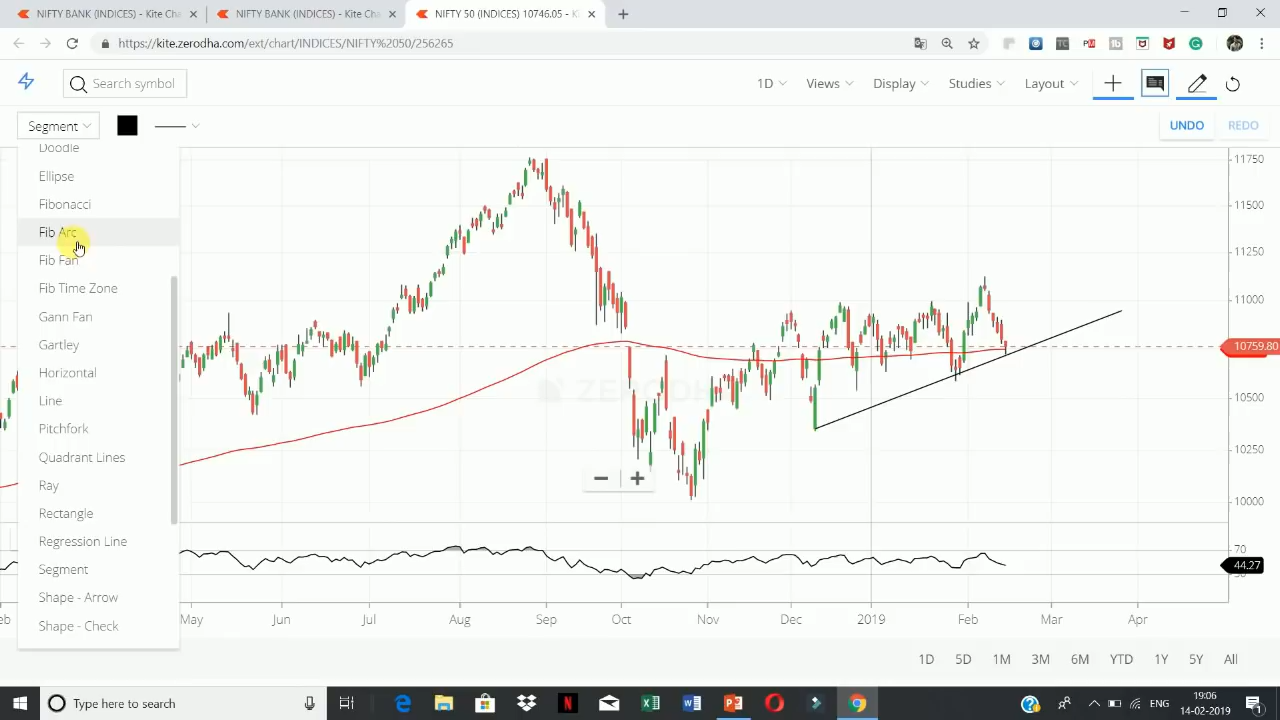 NIFTY BANK (INDICES) - Kite Cha
NIFTY BANK (INDICES) - Kite Cha
NIFTY 50 (INDICES) 10746.05 - K
https://kite.zerodha.com/ext/chart/INDICES/NIFTY%2050/256265
Search symbol
1D
Views
Display
Studies
Layout
Segment
UNDO
REDO
Doodle
Ellipse
Fibonacci
Fib Arc
Fib Fan
Fib Time Zone
Gann Fan
Gartley
Horizontal
Line
Pitchfork
Quadrant Lines
Ray
Rectangle
Regression Line
Segment
Shape - Arrow
Shape - Check
11750
11500
11250
11000
10759.80
10500
10250
10000
70
44.27
May
Jun
Jul
Aug
Sep
Oct
Nov
Dec
2019
Feb
Mar
Apr
1D
5D
1M
3M
6M
YTD
1Y
5Y
All
Type here to search
ENG
19:06
14-02-2019